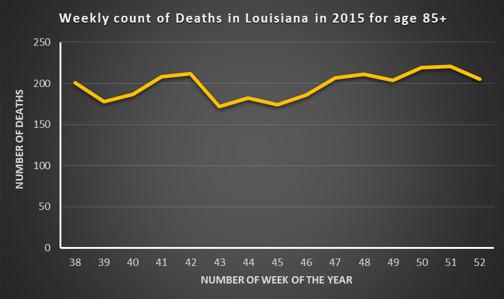 Weekly count of Deaths in Louisiana in 2015 for age 85+
250
200
150
100
50
0
NUMBER OF DEATHS
38 39 40 41 42 43 44 45 46 47 48 49 50 51 52
NUMBER OF WEEK OF THE YEAR